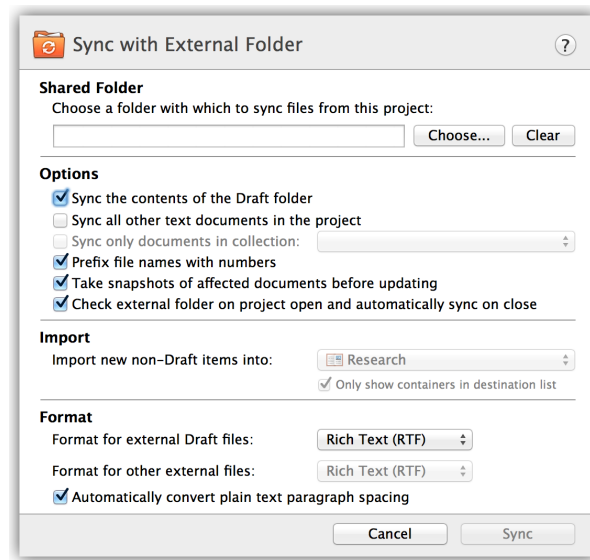 Sync with External Folder
?
Shared Folder
Choose a folder with which to sync files from this project:
Choose... Clear
Options
Sync the contents of the Draft folder
Sync all other text documents in the project
Sync only documents in collection:
Prefix file names with numbers
Take snapshots of affected documents before updating
Check external folder on project open and automatically sync on close
Import
Import new non-Draft items into: Research
Only show containers in destination list
Format
Format for external Draft files: Rich Text (RTF)
Format for other external files: Rich Text (RTF)
Automatically convert plain text paragraph spacing
Cancel Sync